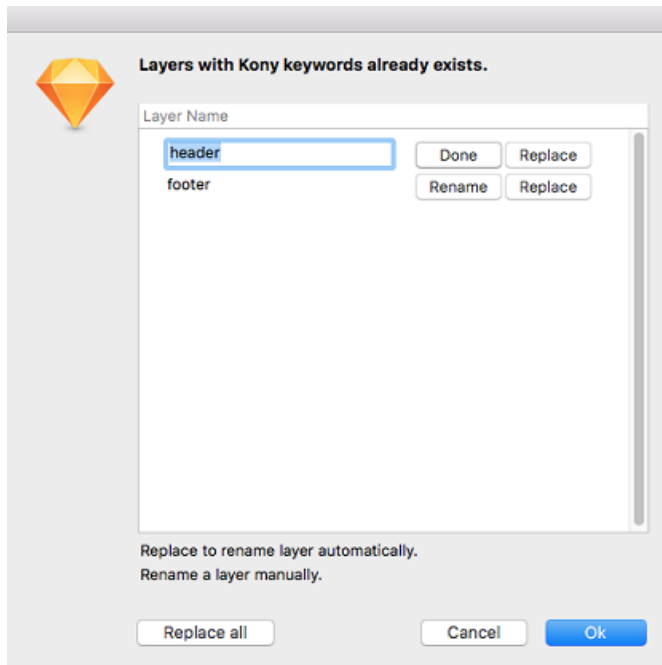 Layers with Kony keywords already exists.
Layer Name
header Done Replace
footer Rename Replace
Replace to rename layer automatically.
Rename a layer manually.
Replace all Cancel Ok